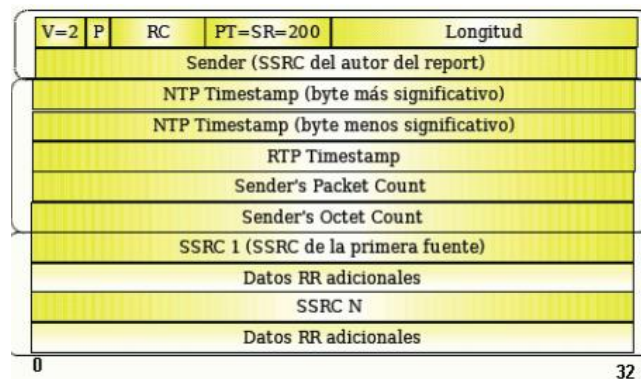 V=2 P RC PT=SR=200 Longitud
Sender (SSRC del autor del report)
NTP Timestamp (byte más significativo)
NTP Timestamp (byte menos significativo)
RTP Timestamp
Sender's Packet Count
Sender's Octet Count
SSRC 1 (SSRC de la primera fuente)
Datos RR adicionales
SSRC N
Datos RR adicionales
0 32